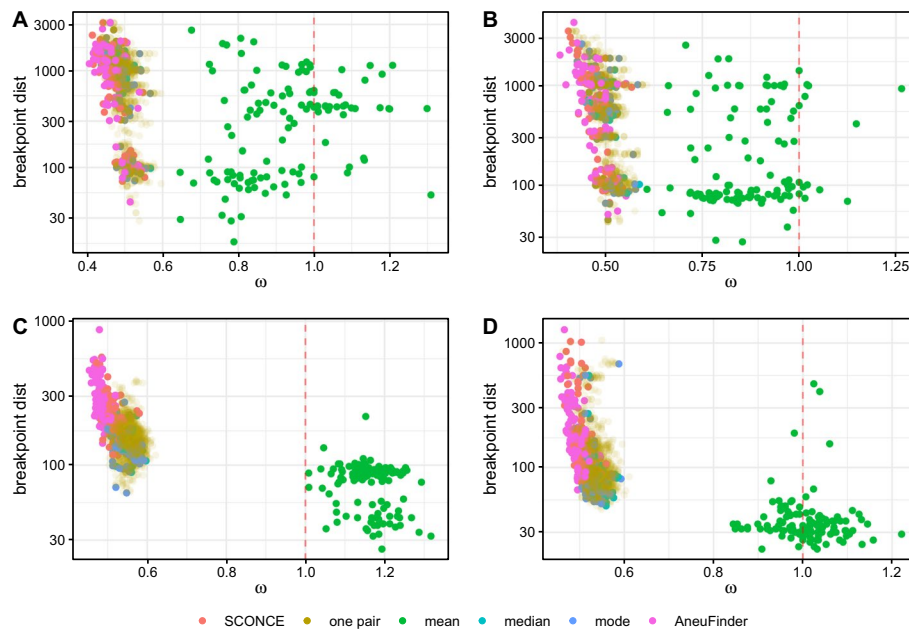 A
breakpoint dist
3000
1000
300
100
30
0.4 0.6 0.8 1.0 1.2
ω
B
breakpoint dist
3000
1000
300
100
30
0.50 0.75 1.00 1.25
ω
C
breakpoint dist
1000
300
100
30
0.6 0.8 1.0 1.2
ω
D
breakpoint dist
1000
300
100
30
0.6 0.8 1.0 1.2
ω
SCONCE one pair mean median mode AneuFinder